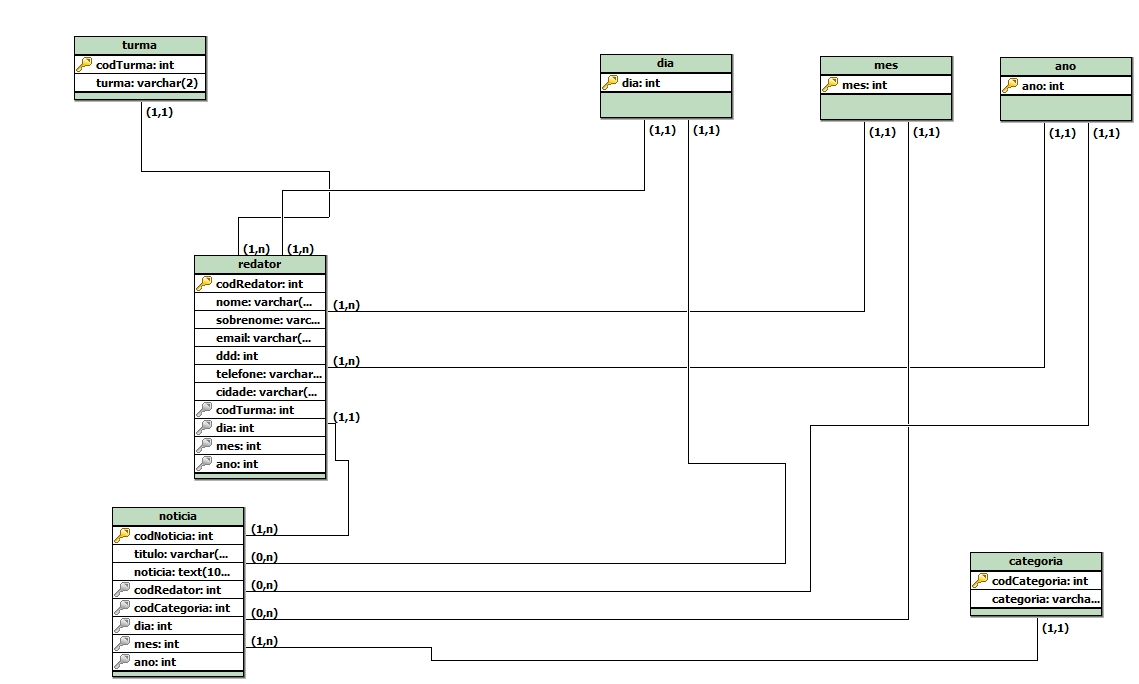 turma
codTurma: int
turma: varchar(2)
(1,1)
dia
dia: int
(1,1) (1,1)
mes
mes: int
(1,1) (1,1)
ano
ano: int
(1,1) (1,1)
(1,n) (1,n)
redator
codRedator: int
nome: varchar(...
sobrenome: varc...
email: varchar(...
ddd: int
telefone: varchar...
cidade: varchar(...
codTurma: int
dia: int
mes: int
ano: int
(1,n)
(1,n)
(1,1)
noticia
codNoticia: int
titulo: varchar(...
noticia: text(10...
codRedator: int
codCategoria: int
dia: int
mes: int
ano: int
(1,n)
(0,n)
(0,n)
(0,n)
(1,n)
categoria
codCategoria: int
categoria: varcha...
(1,1)